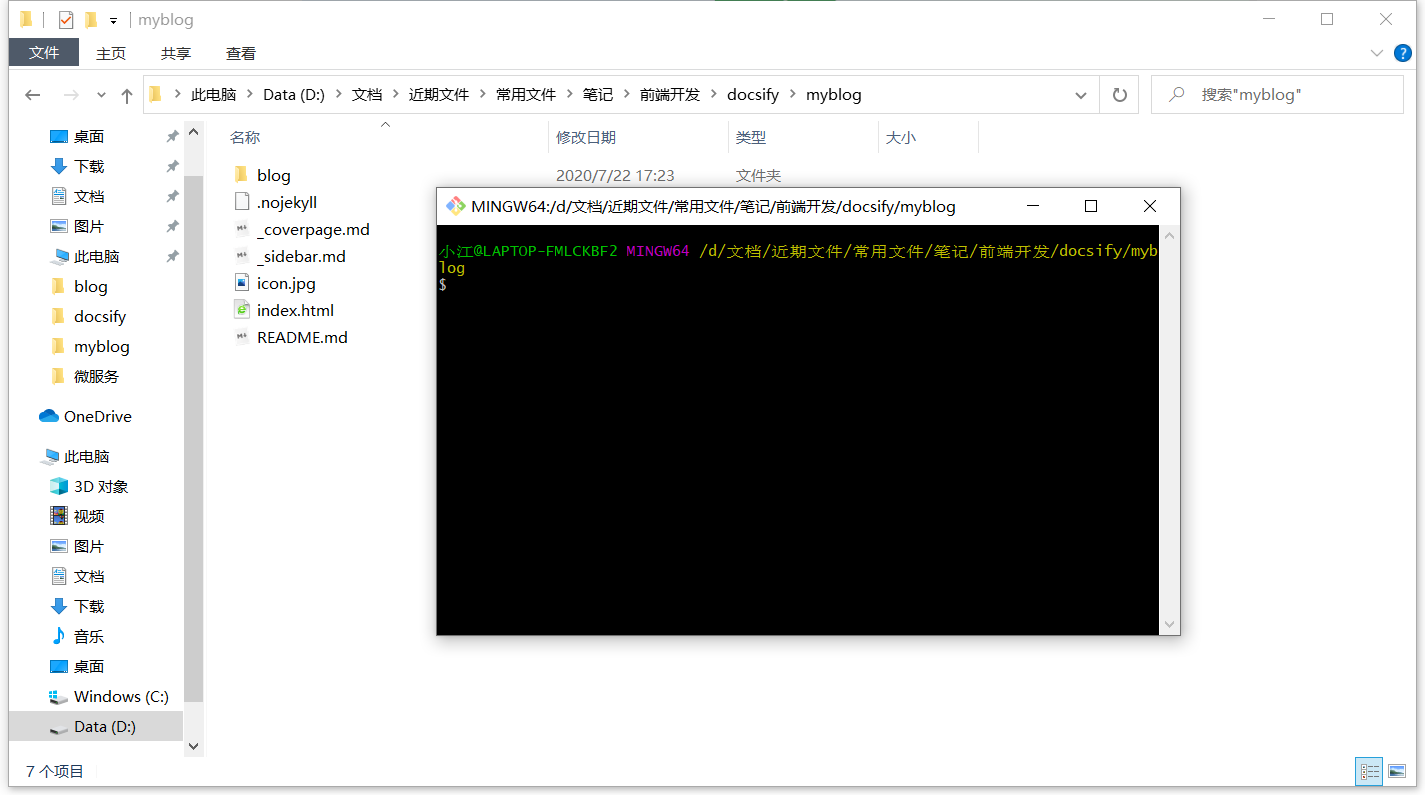 myblog
文件 主页 共享 查看
此电脑 Data (D:) 文档 近期文件 常用文件 笔记 前端开发 docsify myblog
搜索"myblog"
桌面
下载
文档
图片
此电脑
blog
docsify
myblog
微服务
OneDrive
此电脑
3D 对象
视频
图片
文档
下载
音乐
桌面
Windows (C:)
Data (D:)
名称 修改日期 类型 大小
blog 2020/7/22 17:23 文件夹
.nojekyll
_coverpage.md
_sidebar.md
icon.jpg
index.html
README.md
MINGW64:/d/文档/近期文件/常用文件/笔记/前端开发/docsify/myblog
小江@LAPTOP-FMLCKBF2 MINGW64 /d/文档/近期文件/常用文件/笔记/前端开发/docsify/myb
log
$
7 个项目